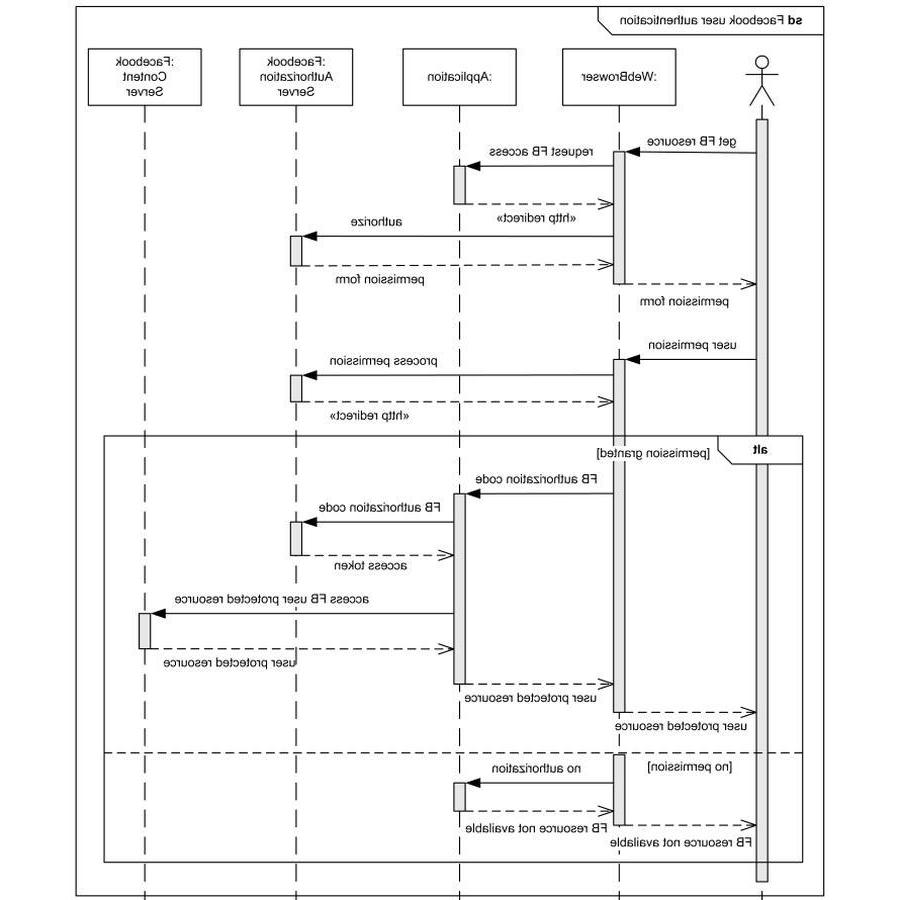 sd Facebook user authentication
:WebBrowser
:Application
:Facebook
Authorization
Server
:Facebook
Content
Server
get FB resource
request FB access
«http redirect»
authorize
permission form
permission form
user permission
process permission
«http redirect»
alt
[permission granted]
FB authorization code
FB authorization code
access token
access FB user protected resource
user protected resource
user protected resource
user protected resource
[no permission]
no authorization
FB resource not available
FB resource not available